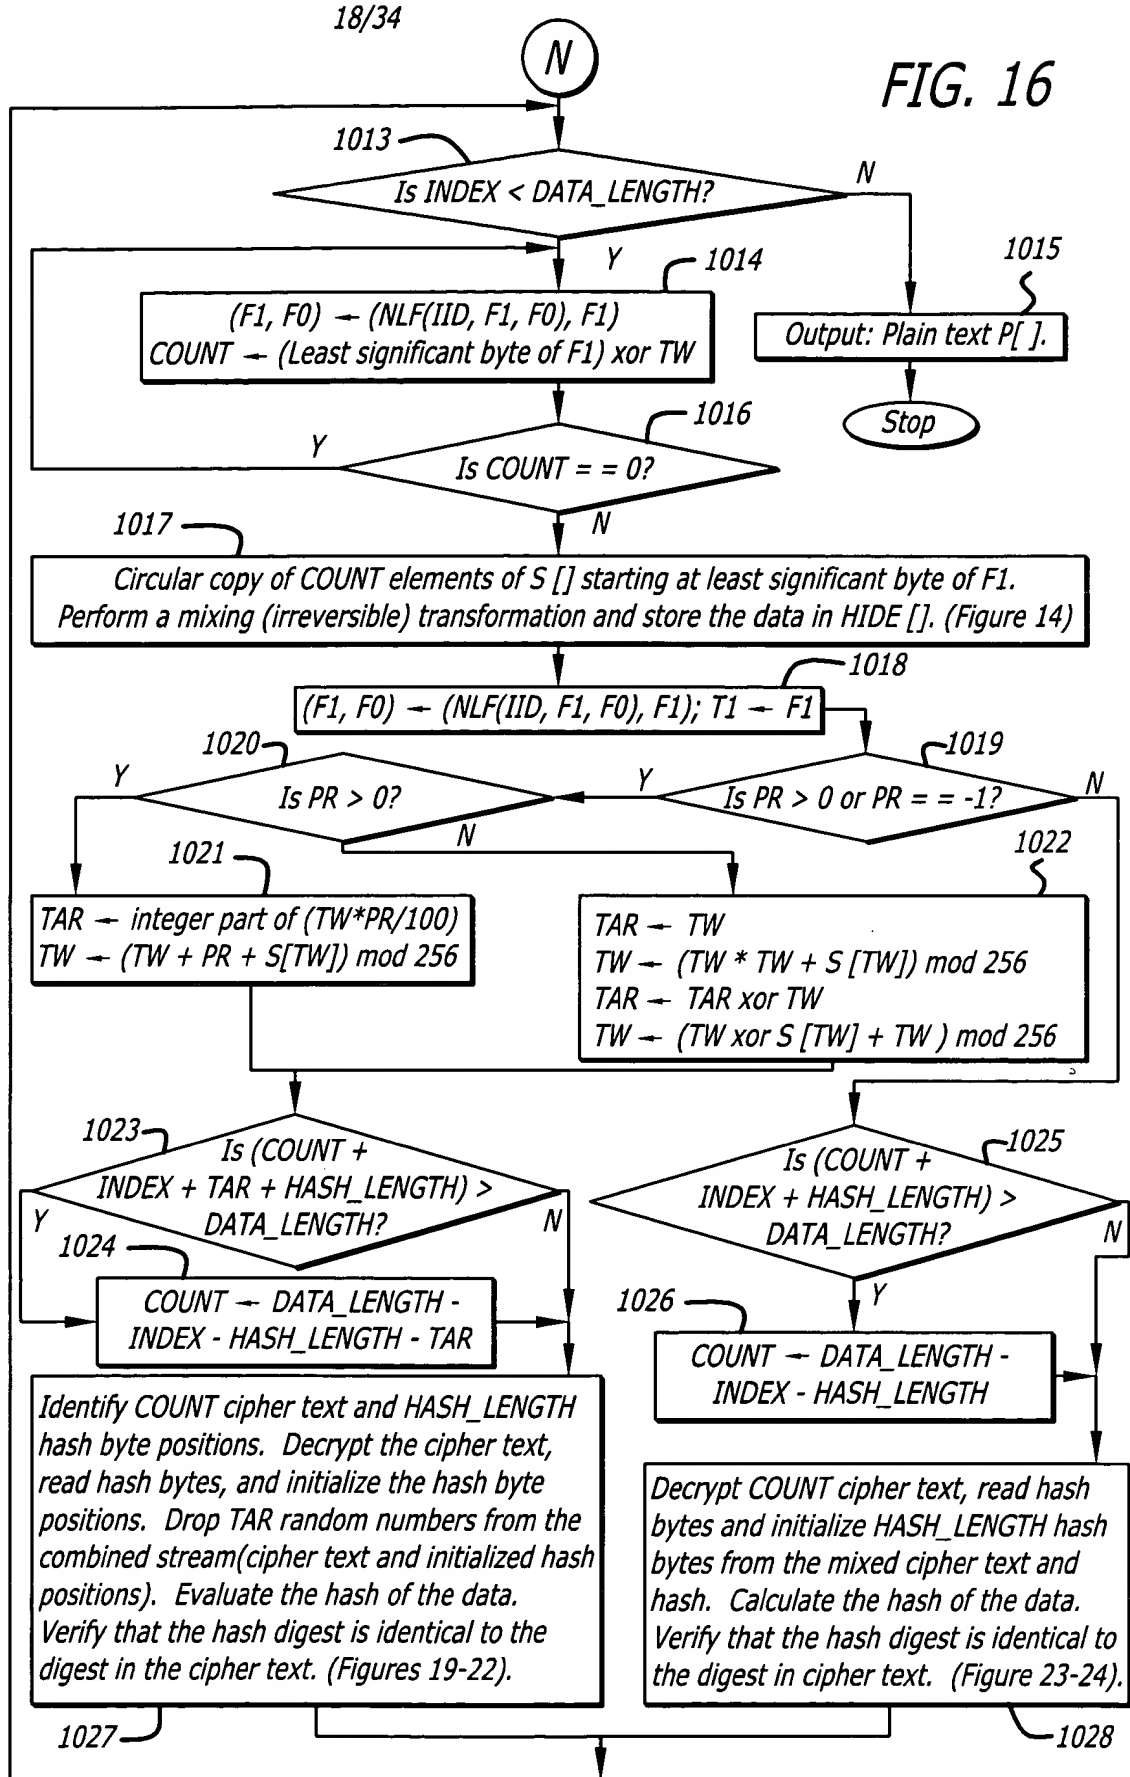 18/34
N
FIG. 16
1013
Is INDEX < DATA_LENGTH?
N
Y
1014
1015
(F1, F0) ← (NLF(IID, F1, F0), F1)
COUNT ← (Least significant byte of F1) xor TW
Output: Plain text P[ ].
Stop
1016
Y
Is COUNT = = 0?
N
1017
Circular copy of COUNT elements of S [] starting at least significant byte of F1.
Perform a mixing (irreversible) transformation and store the data in HIDE []. (Figure 14)
1018
(F1, F0) ← (NLF(IID, F1, F0), F1); T1 ← F1
1020
1019
Y
Is PR > 0?
Y
Is PR > 0 or PR = = -1?
N
N
1021
1022
TAR ← integer part of (TW*PR/100)
TW ← (TW + PR + S[TW]) mod 256
TAR ← TW
TW ← (TW * TW + S [TW]) mod 256
TAR ← TAR xor TW
TW ← (TW xor S [TW] + TW ) mod 256
1023
Is (COUNT +
INDEX + TAR + HASH_LENGTH) >
DATA_LENGTH?
Y
N
1025
Is (COUNT +
INDEX + HASH_LENGTH) >
DATA_LENGTH?
N
Y
1024
COUNT ← DATA_LENGTH -
INDEX - HASH_LENGTH - TAR
1026
COUNT ← DATA_LENGTH -
INDEX - HASH_LENGTH
Identify COUNT cipher text and HASH_LENGTH
hash byte positions. Decrypt the cipher text,
read hash bytes, and initialize the hash byte
positions. Drop TAR random numbers from the
combined stream(cipher text and initialized hash
positions). Evaluate the hash of the data.
Verify that the hash digest is identical to the
digest in the cipher text. (Figures 19-22).
1027
Decrypt COUNT cipher text, read hash
bytes and initialize HASH_LENGTH hash
bytes from the mixed cipher text and
hash. Calculate the hash of the data.
Verify that the hash digest is identical to
the digest in cipher text. (Figure 23-24).
1028